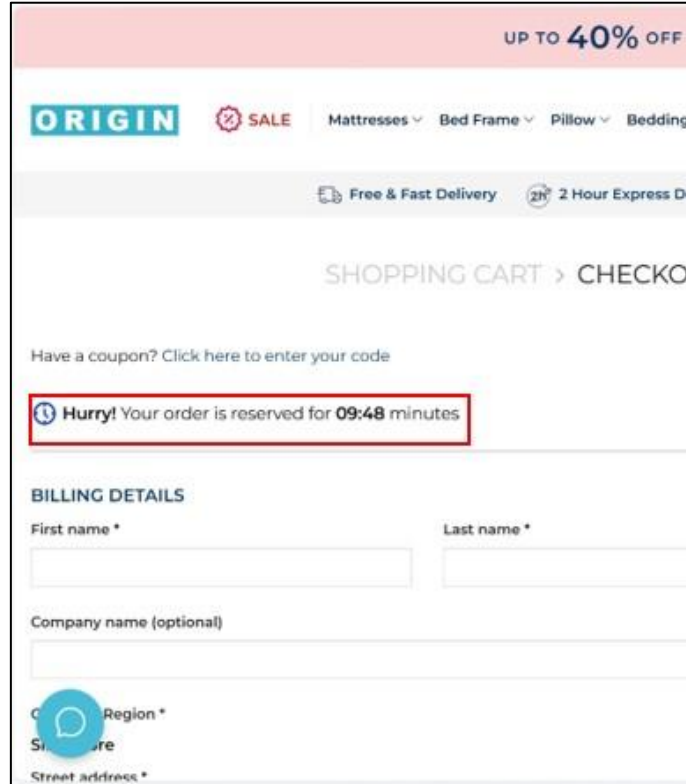 UP TO 40% OFF
ORIGIN SALE Mattresses Bed Frame Pillow Bedding
Free & Fast Delivery 2H 2 Hour Express D
SHOPPING CART > CHECKO
Have a coupon? Click here to enter your code
Hurry! Your order is reserved for 09:48 minutes
BILLING DETAILS
First name * Last name *
Company name (optional)
Region *
Street address *